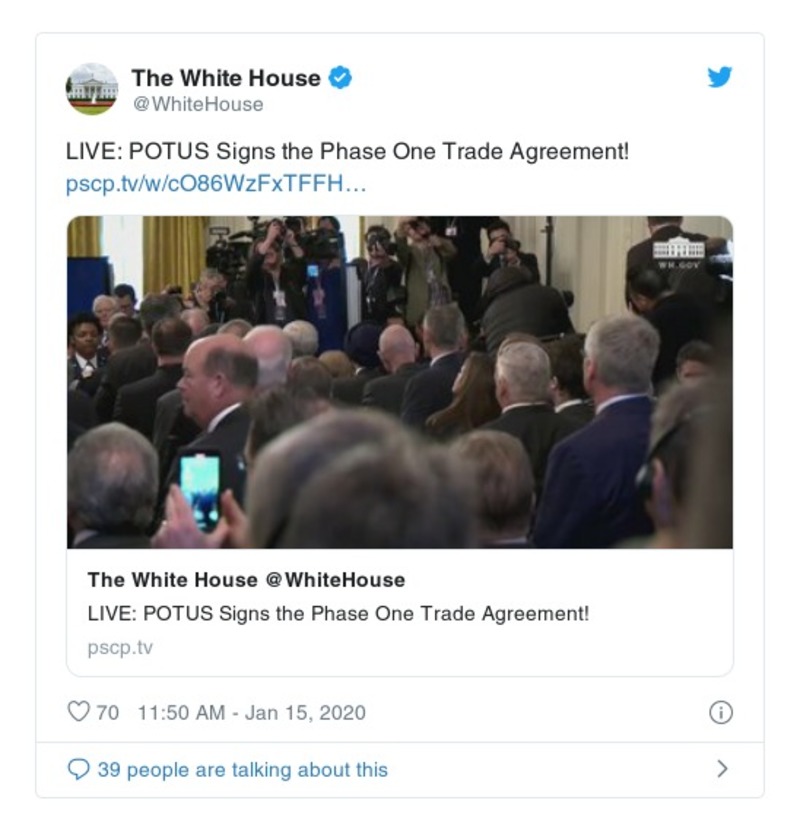 The White House
@WhiteHouse
LIVE: POTUS Signs the Phase One Trade Agreement!
pscp.tv/w/cO86WzFxTFFH…
WH.GOV
The White House @WhiteHouse
LIVE: POTUS Signs the Phase One Trade Agreement!
pscp.tv
70 11:50 AM - Jan 15, 2020
39 people are talking about this